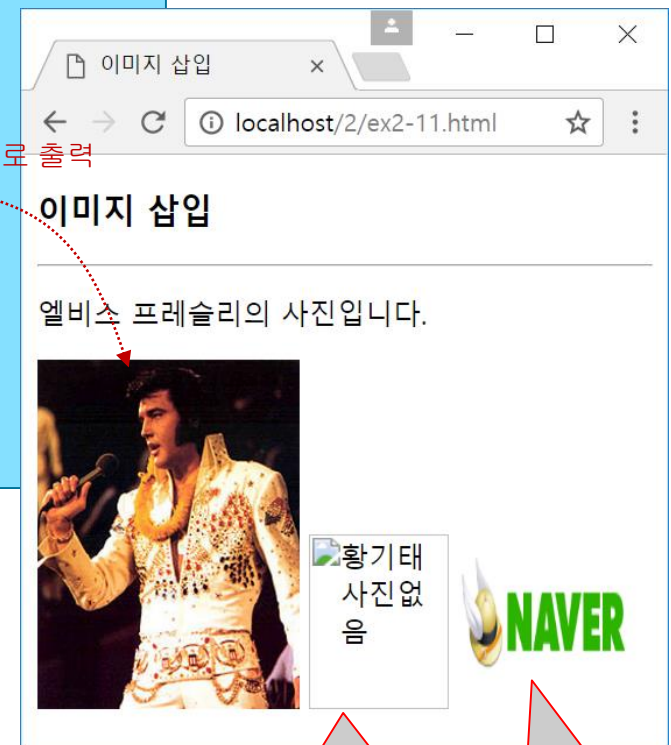 이미지 삽입
localhost/2/ex2-11.html
로 출력
이미지 삽입
엘비스 프레슬리의 사진입니다.
황기태
사진없
음
NAVER